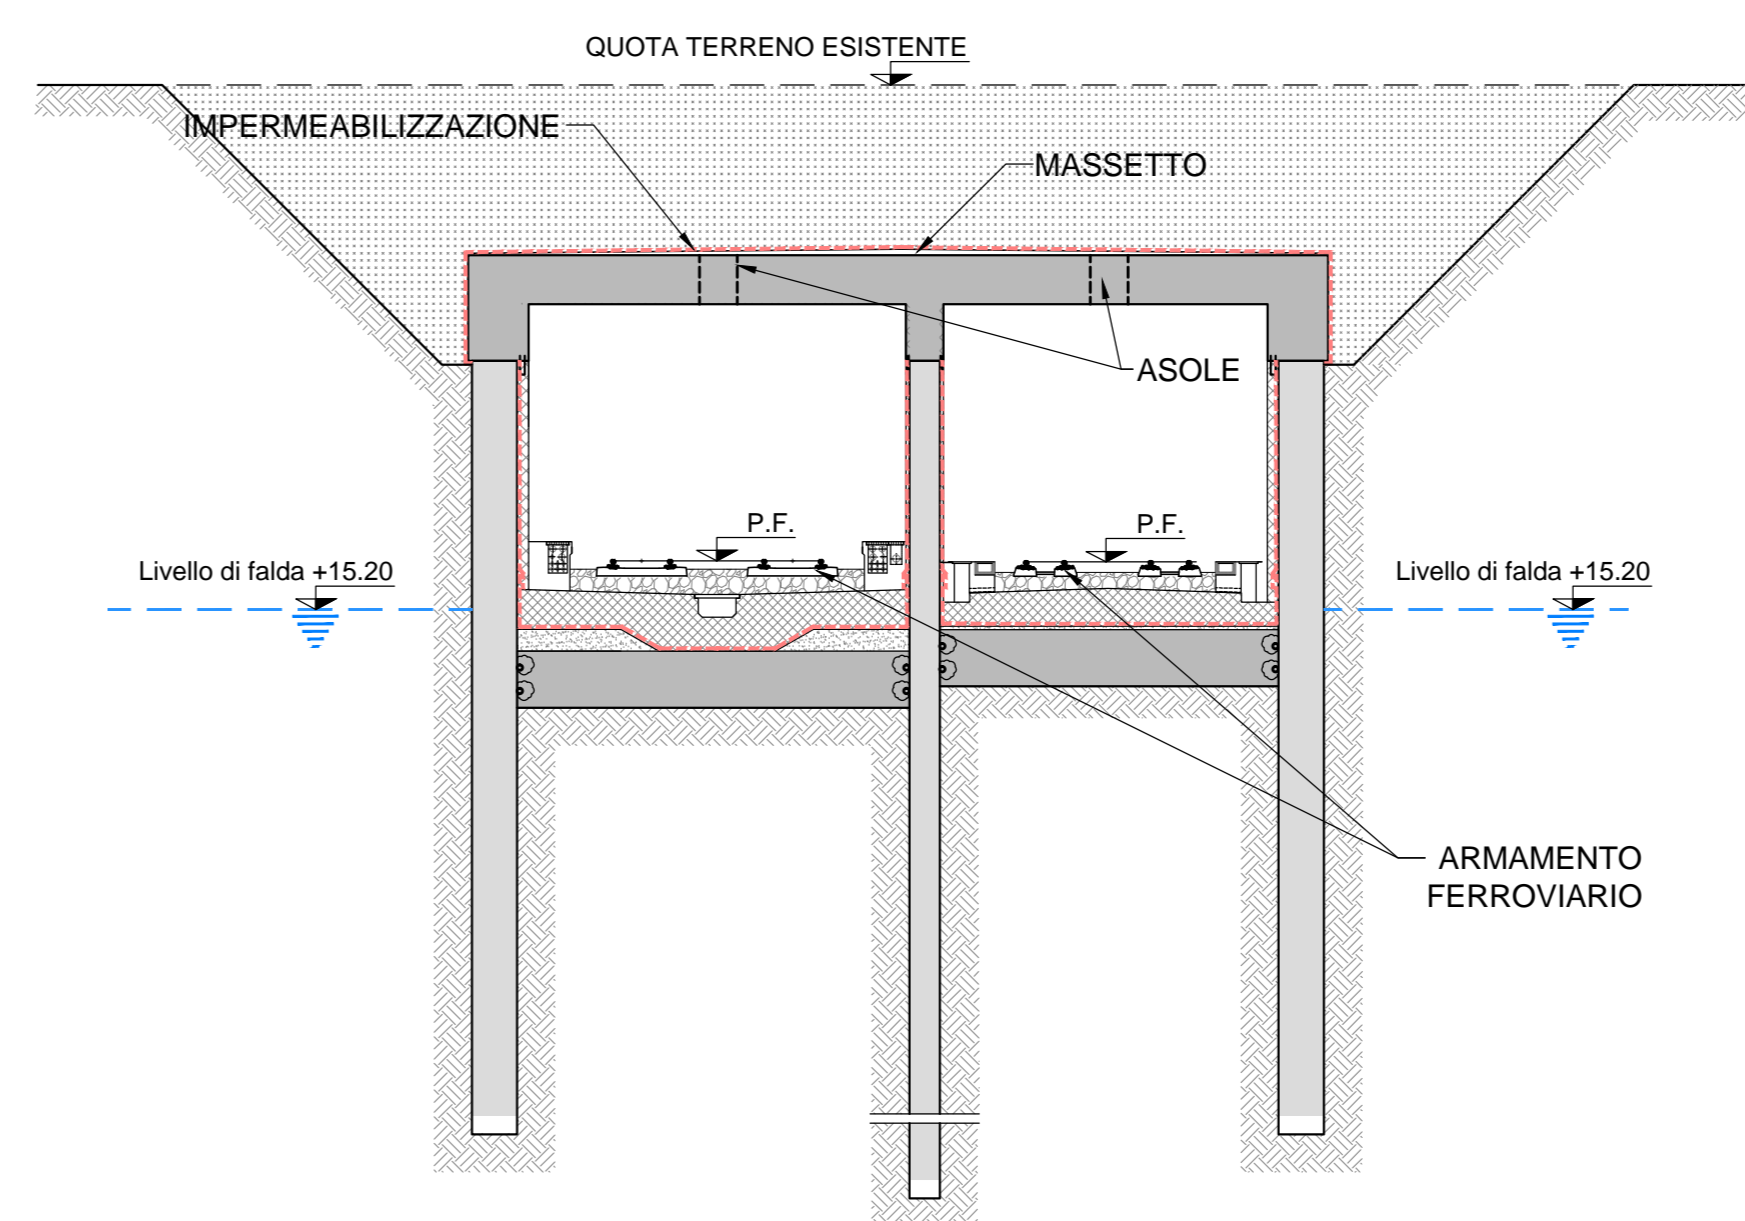 QUOTA TERRENO ESISTENTE
IMPERMEABILIZZAZIONE
MASSETTO
ASOLE
P.F.
P.F.
Livello di falda +15.20
Livello di falda +15.20
ARMAMENTO
FERROVIARIO